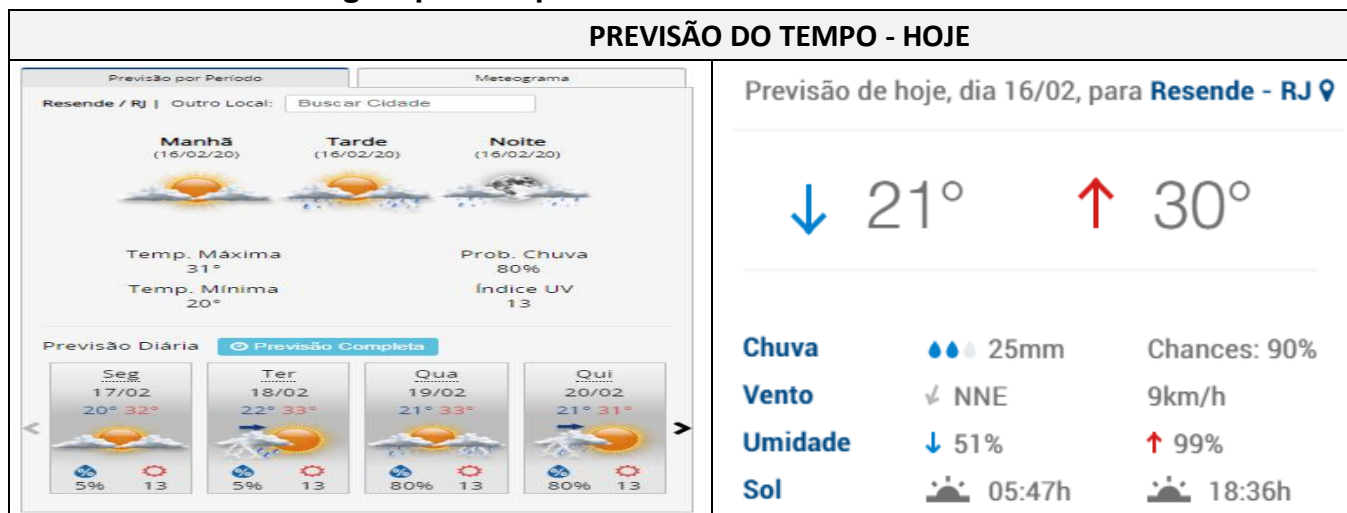 PREVISÃO DO TEMPO - HOJE
Previsão por Período Meteograma
Resende / RJ | Outro Local: Buscar Cidade
Manhã Tarde Noite
(16/02/20) (16/02/20) (16/02/20)
Temp. Máxima Prob. Chuva
31° 80%
Temp. Mínima Índice UV
20° 13
Previsão Diária Previsão Completa
Seg Ter Qua Qui
17/02 18/02 19/02 20/02
20° 32° 22° 33° 21° 33° 21° 31°
< >
% % % %
5% 13 5% 13 80% 13 80% 13
Previsão de hoje, dia 16/02, para Resende - RJ
↓ 21° ↑ 30°
Chuva 25mm Chances: 90%
Vento NNE 9km/h
Umidade ↓ 51% ↑ 99%
Sol 05:47h 18:36h